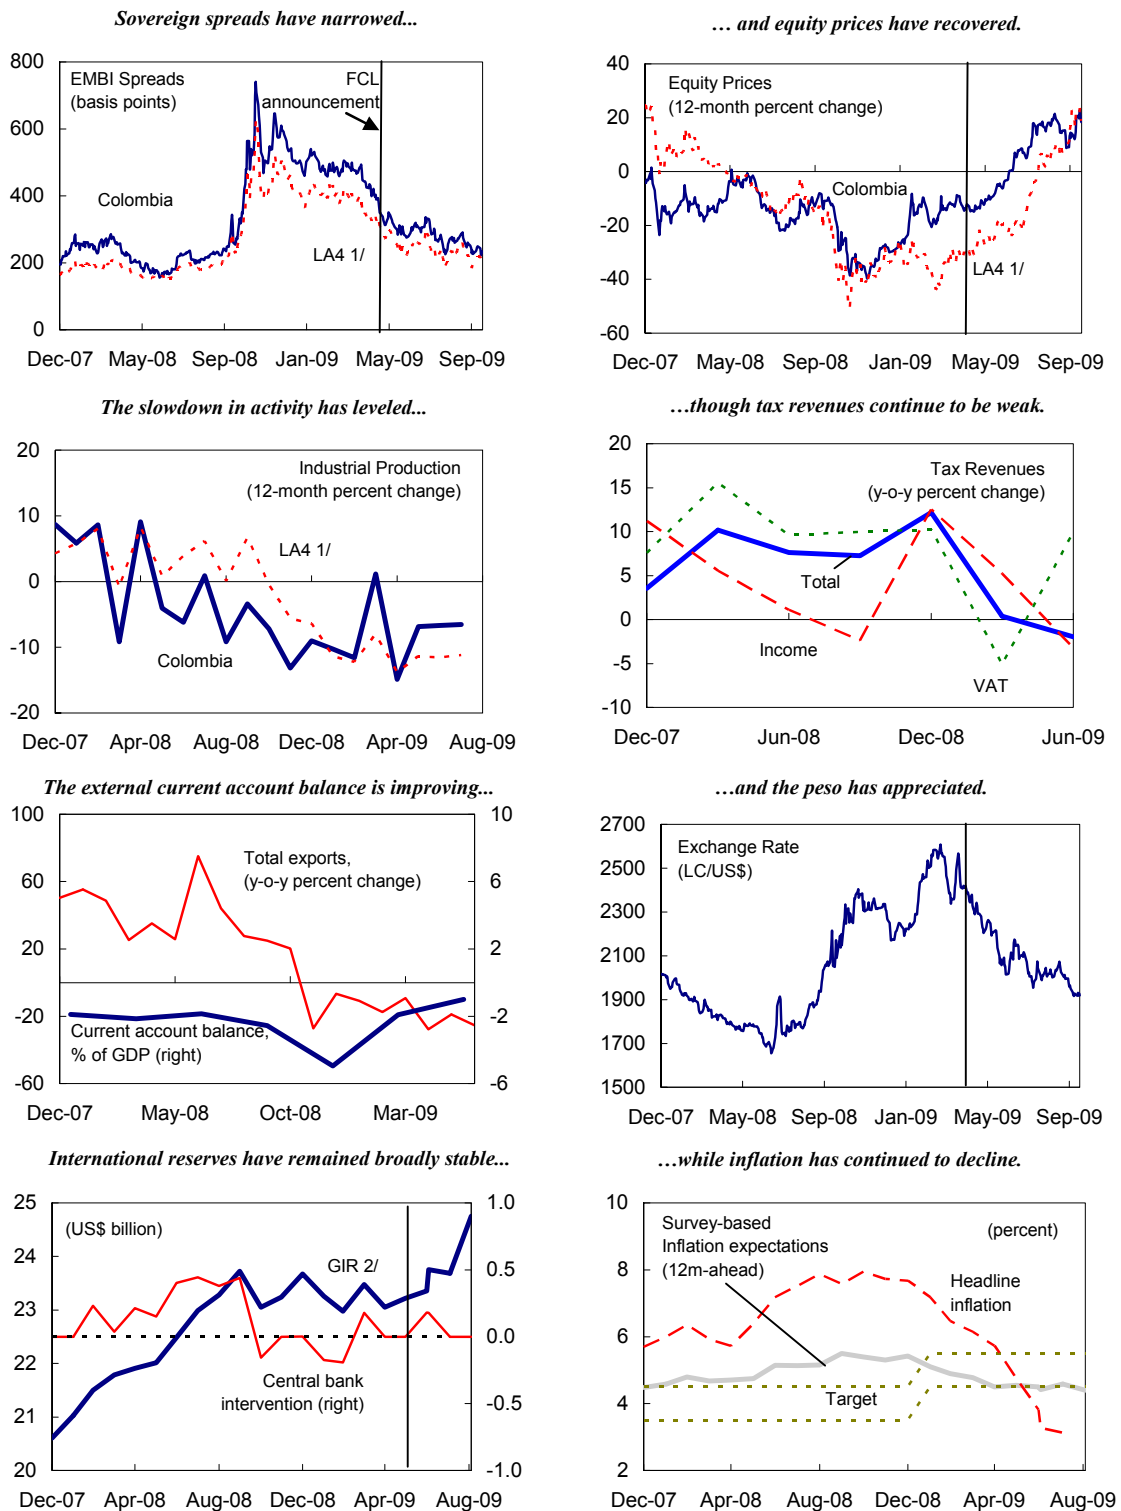 Sovereign spreads have narrowed...
800
600
400
200
0
EMBI Spreads
(basis points)
FCL
announcement
Colombia
LA4 1/
Dec-07 May-08 Sep-08 Jan-09 May-09 Sep-09
… and equity prices have recovered.
40
20
0
-20
-40
-60
Equity Prices
(12-month percent change)
Colombia
LA4 1/
Dec-07 May-08 Sep-08 Jan-09 May-09 Sep-09
The slowdown in activity has leveled...
20
10
0
-10
-20
Industrial Production
(12-month percent change)
LA4 1/
Colombia
Dec-07 Apr-08 Aug-08 Dec-08 Apr-09 Aug-09
…though tax revenues continue to be weak.
20
15
10
5
0
-5
-10
Tax Revenues
(y-o-y percent change)
Total
Income
VAT
Dec-07 Jun-08 Dec-08 Jun-09
The external current account balance is improving...
100
60
20
-20
-60
10
6
2
-2
-6
Total exports,
(y-o-y percent change)
Current account balance,
% of GDP (right)
Dec-07 May-08 Oct-08 Mar-09
…and the peso has appreciated.
2700
2500
2300
2100
1900
1700
1500
Exchange Rate
(LC/US$)
Dec-07 May-08 Sep-08 Jan-09 May-09 Sep-09
International reserves have remained broadly stable...
25
24
23
22
21
20
1.0
0.5
0.0
-0.5
-1.0
(US$ billion)
GIR 2/
Central bank
intervention (right)
Dec-07 Apr-08 Aug-08 Dec-08 Apr-09 Aug-09
…while inflation has continued to decline.
10
8
6
4
2
Survey-based
Inflation expectations
(12m-ahead)
(percent)
Headline
inflation
Target
Dec-07 Apr-08 Aug-08 Dec-08 Apr-09 Aug-09